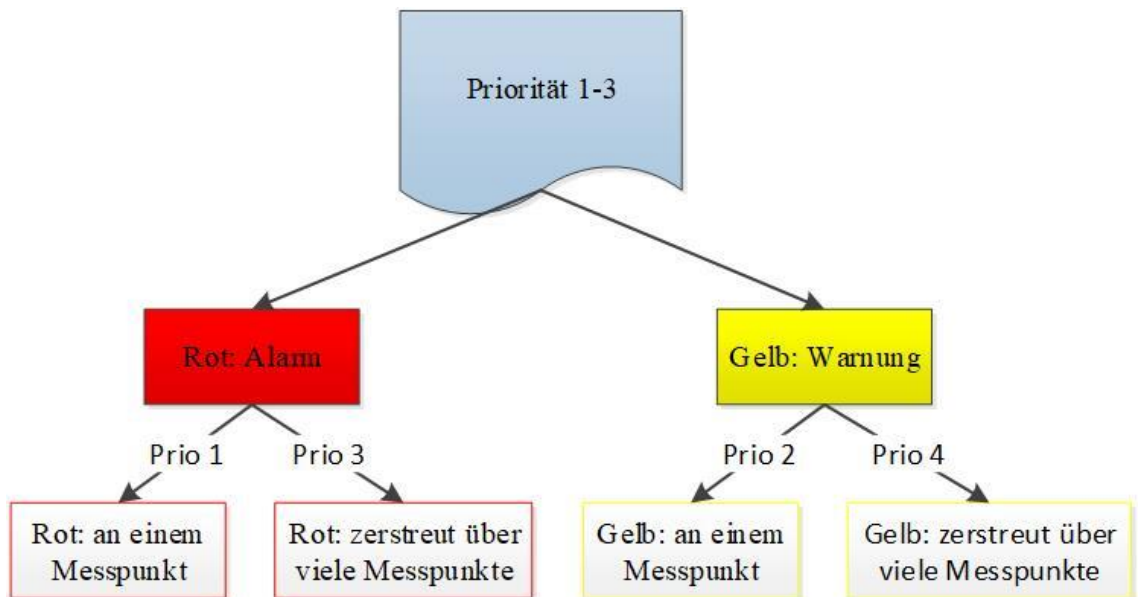 Priorität 1-3
Rot: Alarm
Gelb: Warnung
Prio 1
Prio 3
Prio 2
Prio 4
Rot: an einem
Messpunkt
Rot: zerstreut über
viele Messpunkte
Gelb: an einem
Messpunkt
Gelb: zerstreut über
viele Messpunkte